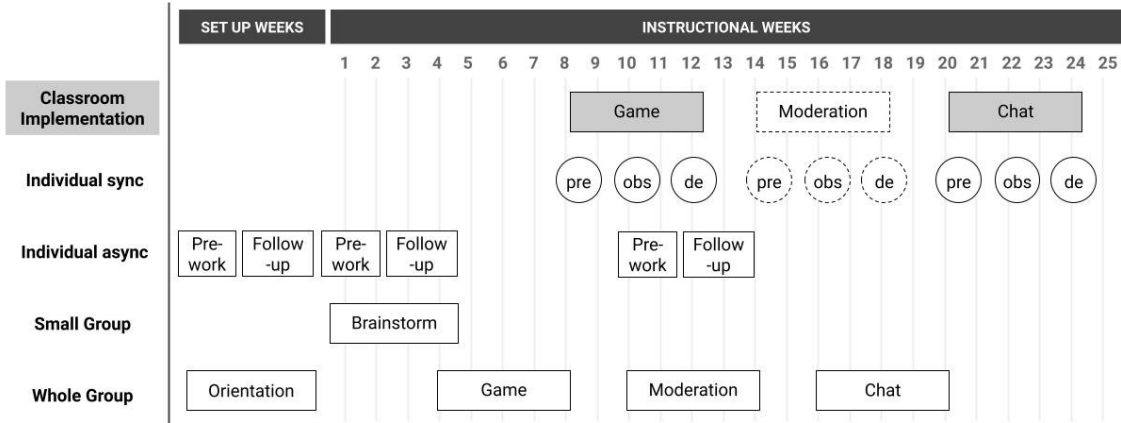 SET UP WEEKS INSTRUCTIONAL WEEKS
1 2 3 4 5 6 7 8 9 10 11 12 13 14 15 16 17 18 19 20 21 22 23 24 25
Classroom
Implementation
Game Moderation Chat
Individual sync
pre obs de pre obs de pre obs de
Individual async
Pre-
work
Follow
-up
Pre-
work
Follow
-up
Pre-
work
Follow
-up
Small Group
Brainstorm
Whole Group
Orientation Game Moderation Chat